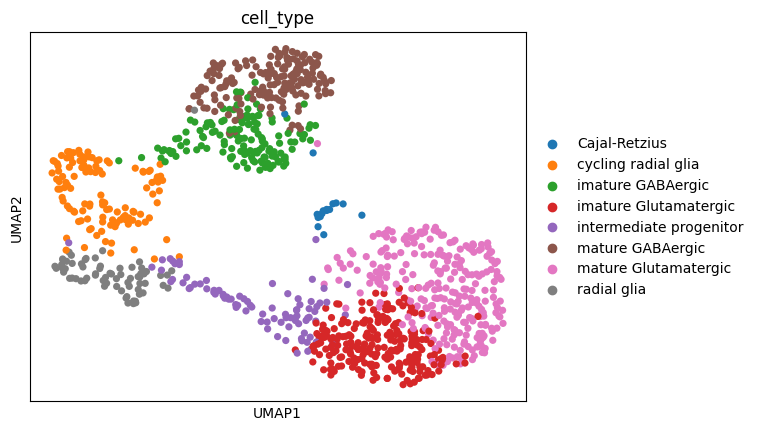 cell_type
UMAP2
UMAP1
Cajal-Retzius
cycling radial glia
imature GABAergic
imature Glutamatergic
intermediate progenitor
mature GABAergic
mature Glutamatergic
radial glia